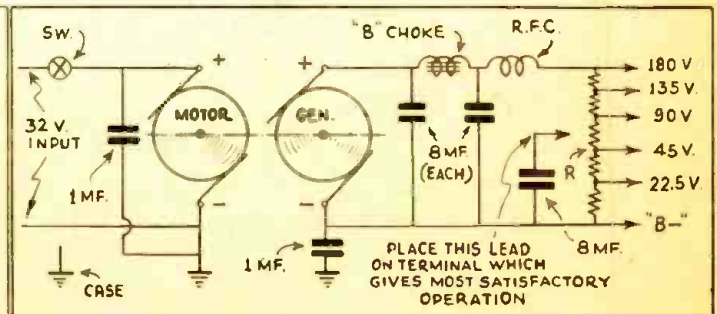 SW.
"B" CHOKE
R.F.C.
+
+
180 V.
135 V.
90 V.
45 V.
22.5 V.
"B-"
32 V.
INPUT
MOTOR
GEN.
1 MF.
8 MF.
(EACH)
R
-
-
1 MF.
8 MF.
CASE
PLACE THIS LEAD
ON TERMINAL WHICH
GIVES MOST SATISFACTORY
OPERATION